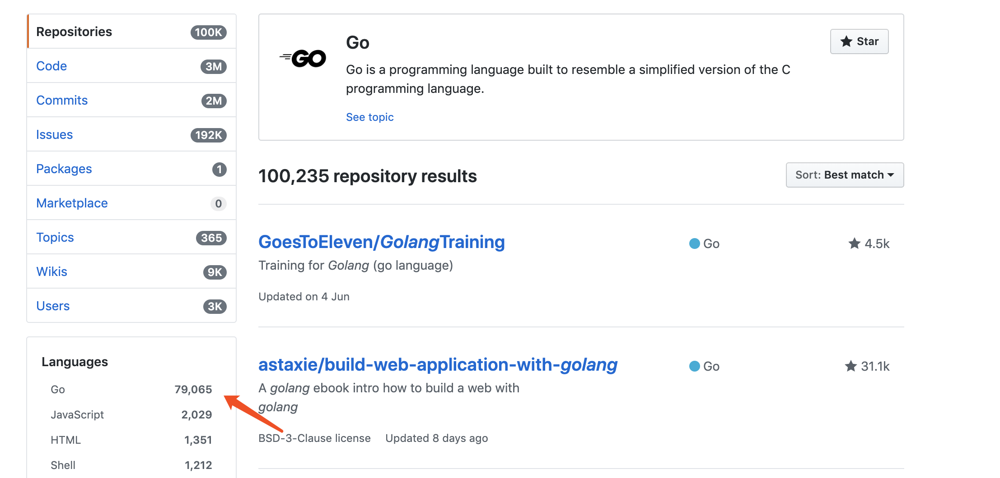 Repositories 100K
Code 3M
Commits 2M
Issues 192K
Packages 1
Marketplace 0
Topics 365
Wikis 9K
Users 3K
Languages
Go 79,065
JavaScript 2,029
HTML 1,351
Shell 1,212
GO
Go
Star
Go is a programming language built to resemble a simplified version of the C
programming language.
See topic
100,235 repository results
Sort: Best match
GoesToEleven/GolangTraining
Go
4.5k
Training for Golang (go language)
Updated on 4 Jun
astaxie/build-web-application-with-golang
Go
31.1k
A golang ebook intro how to build a web with
golang
BSD-3-Clause license Updated 8 days ago